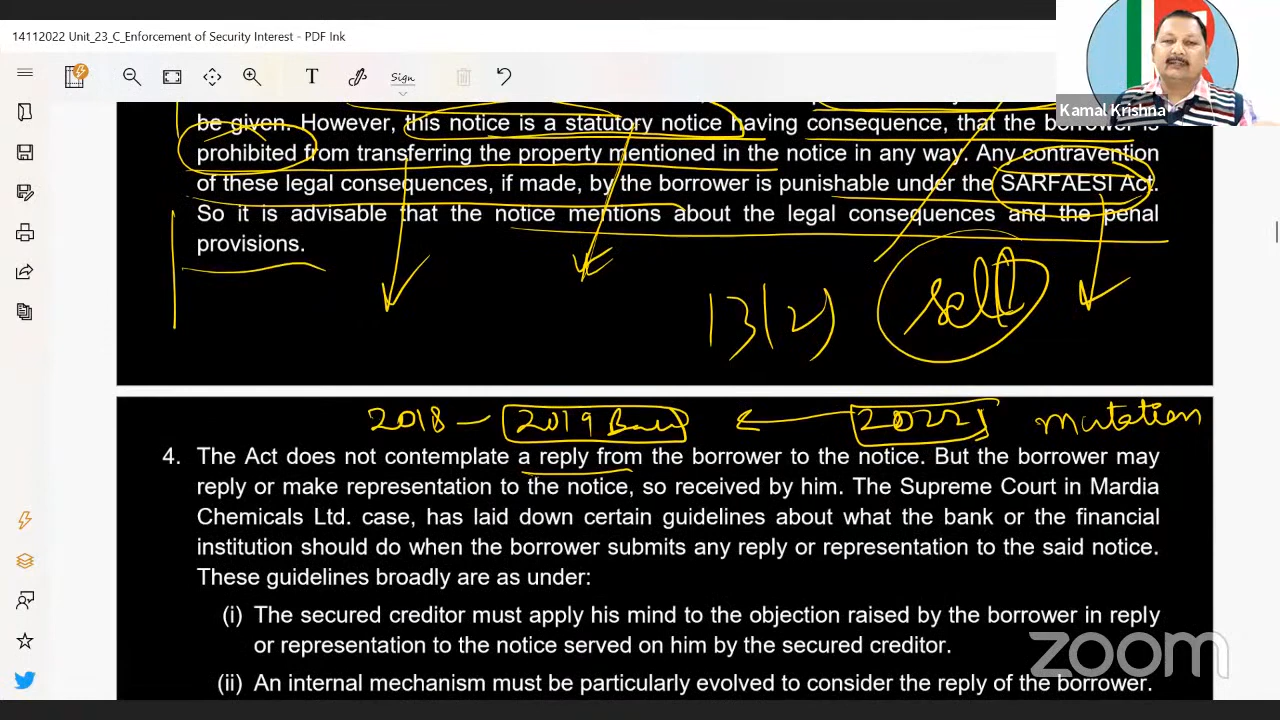 14112022 Unit_23_C_Enforcement of Security Interest - PDF Ink
T Sign
Kamal Krishna
be given. However, this notice is a statutory notice having consequence, that the borrower is
prohibited from transferring the property mentioned in the notice in any way. Any contravention
of these legal consequences, if made, by the borrower is punishable under the SARFAESI Act.
So it is advisable that the notice mentions about the legal consequences and the penal
provisions.
13(2)
2018 - 2019 2022 mutation
4. The Act does not contemplate a reply from the borrower to the notice. But the borrower may
reply or make representation to the notice, so received by him. The Supreme Court in Mardia
Chemicals Ltd. case, has laid down certain guidelines about what the bank or the financial
institution should do when the borrower submits any reply or representation to the said notice.
These guidelines broadly are as under:
(i) The secured creditor must apply his mind to the objection raised by the borrower in reply
or representation to the notice served on him by the secured creditor.
(ii) An internal mechanism must be particularly evolved to consider the reply of the borrower.
zoom